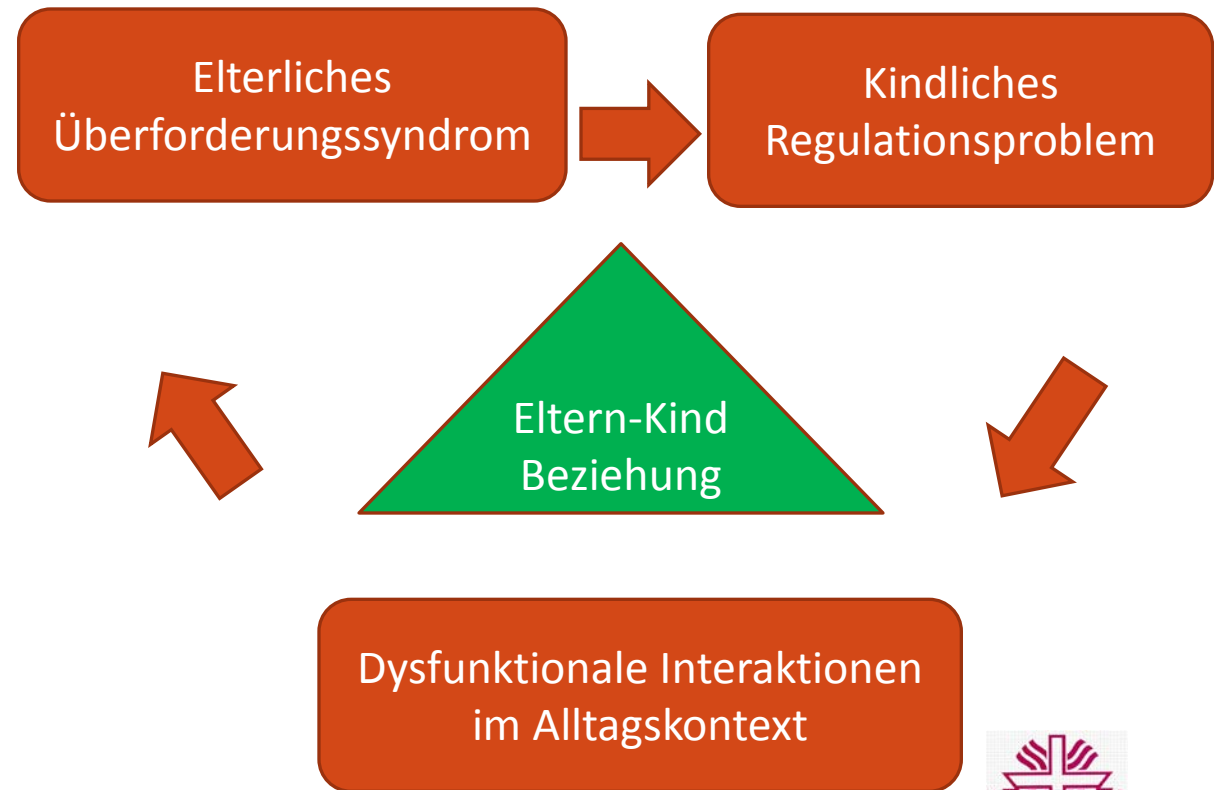 Elterliches
Überforderungssyndrom
Kindliches
Regulationsproblem
Eltern-Kind
Beziehung
Dysfunktionale Interaktionen
im Alltagskontext